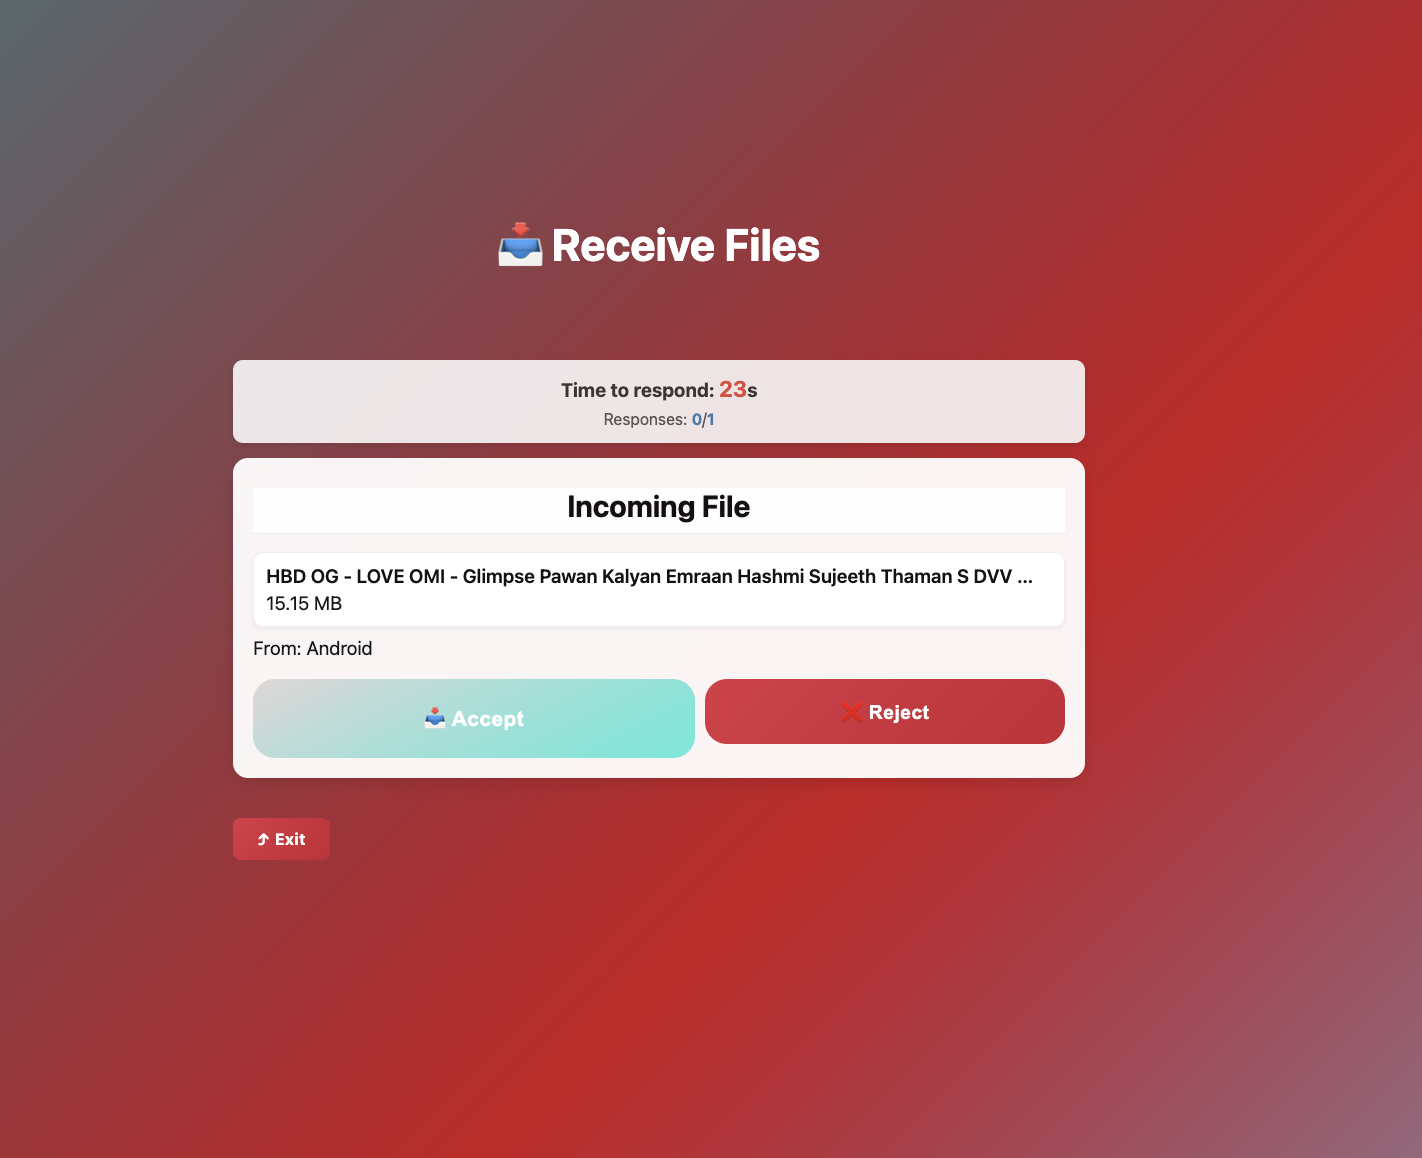 📥 Receive Files
Time to respond: 23s
Responses: 0/1
Incoming File
HBD OG - LOVE OMI - Glimpse Pawan Kalyan Emraan Hashmi Sujeeth Thaman S DVV ...
15.15 MB
From: Android
📥 Accept
❌ Reject
⤴ Exit